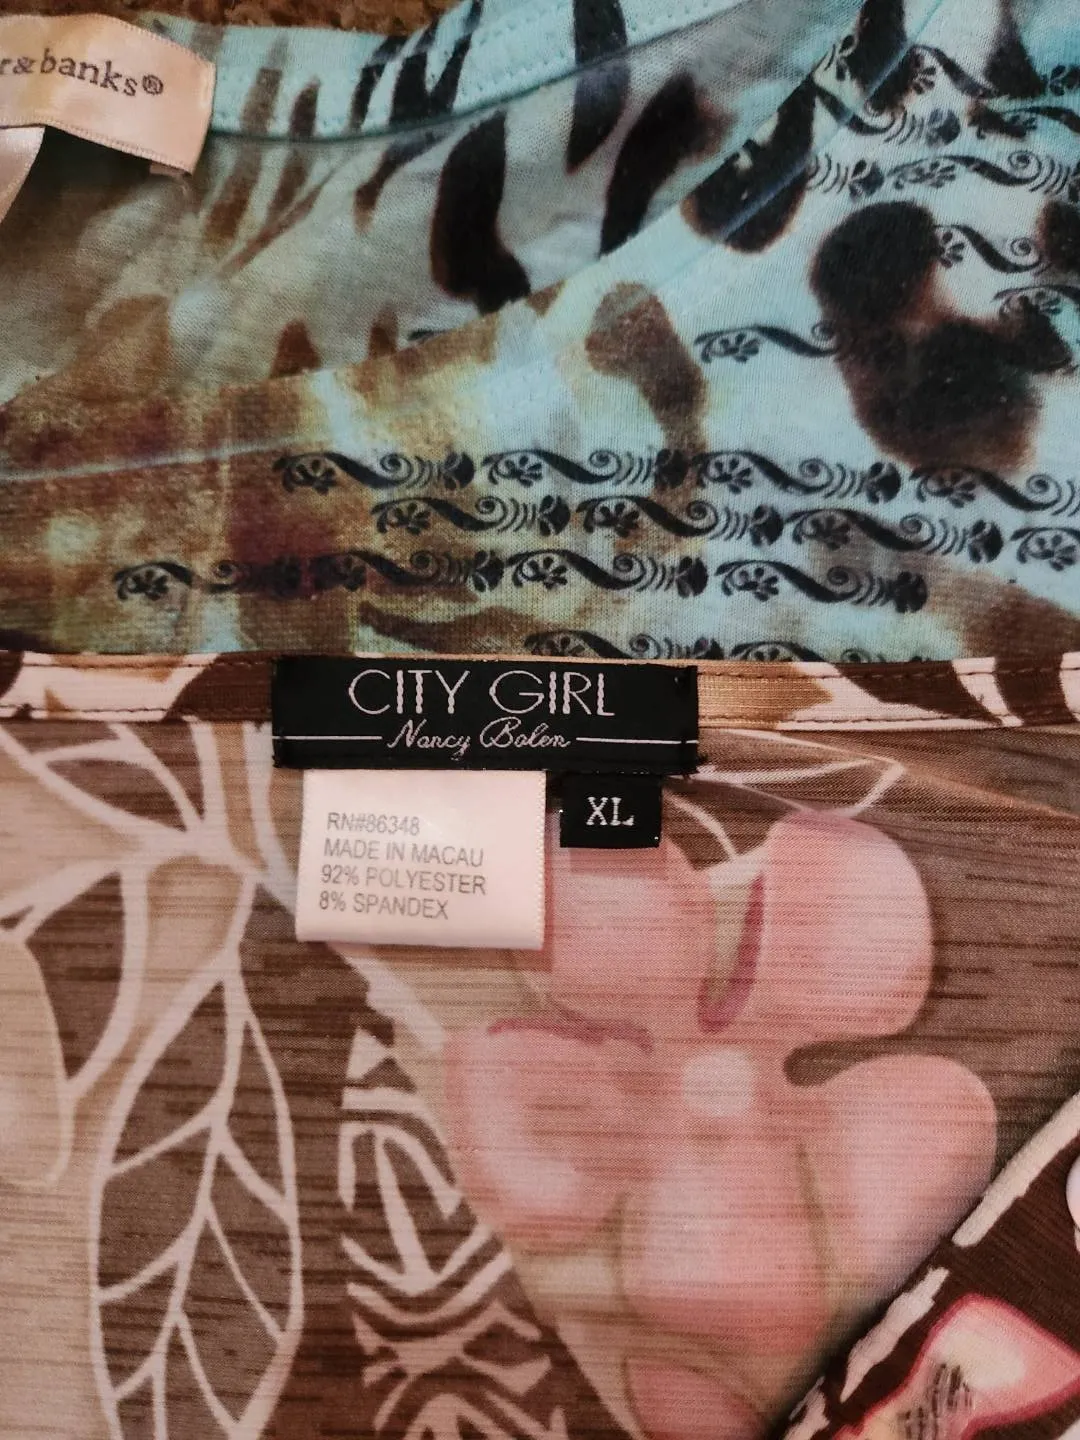 r&banks®
CITY GIRL
Nancy Bolen
XL
RN#86348
MADE IN MACAU
92% POLYESTER
8% SPANDEX